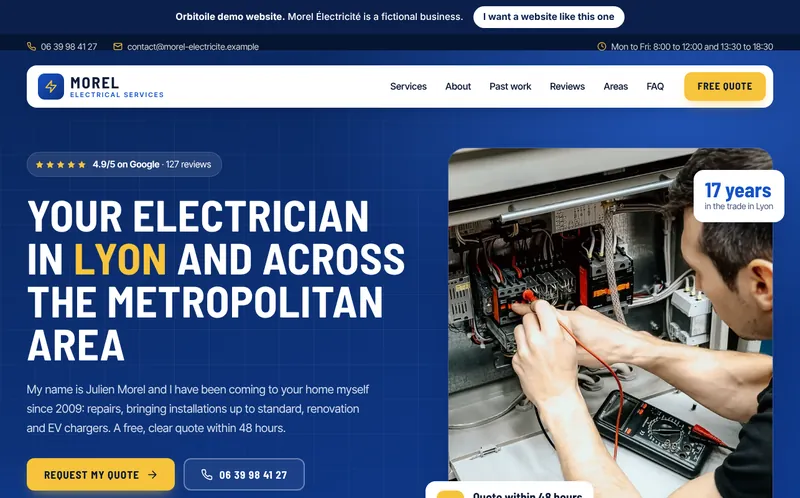 Orbitoile demo website. Morel Électricité is a fictional business. I want a website like this one
06 39 98 41 27 contact@morel-electricite.example Mon to Fri: 8:00 to 12:00 and 13:30 to 18:30
MOREL
ELECTRICAL SERVICES
Services About Past work Reviews Areas FAQ FREE QUOTE
4.9/5 on Google · 127 reviews
17 years
in the trade in Lyon
YOUR ELECTRICIAN
IN LYON AND ACROSS
THE METROPOLITAN
AREA
My name is Julien Morel and I have been coming to your home myself
since 2009: repairs, bringing installations up to standard, renovation
and EV chargers. A free, clear quote within 48 hours.
REQUEST MY QUOTE → 06 39 98 41 27
Quote within 48 hours